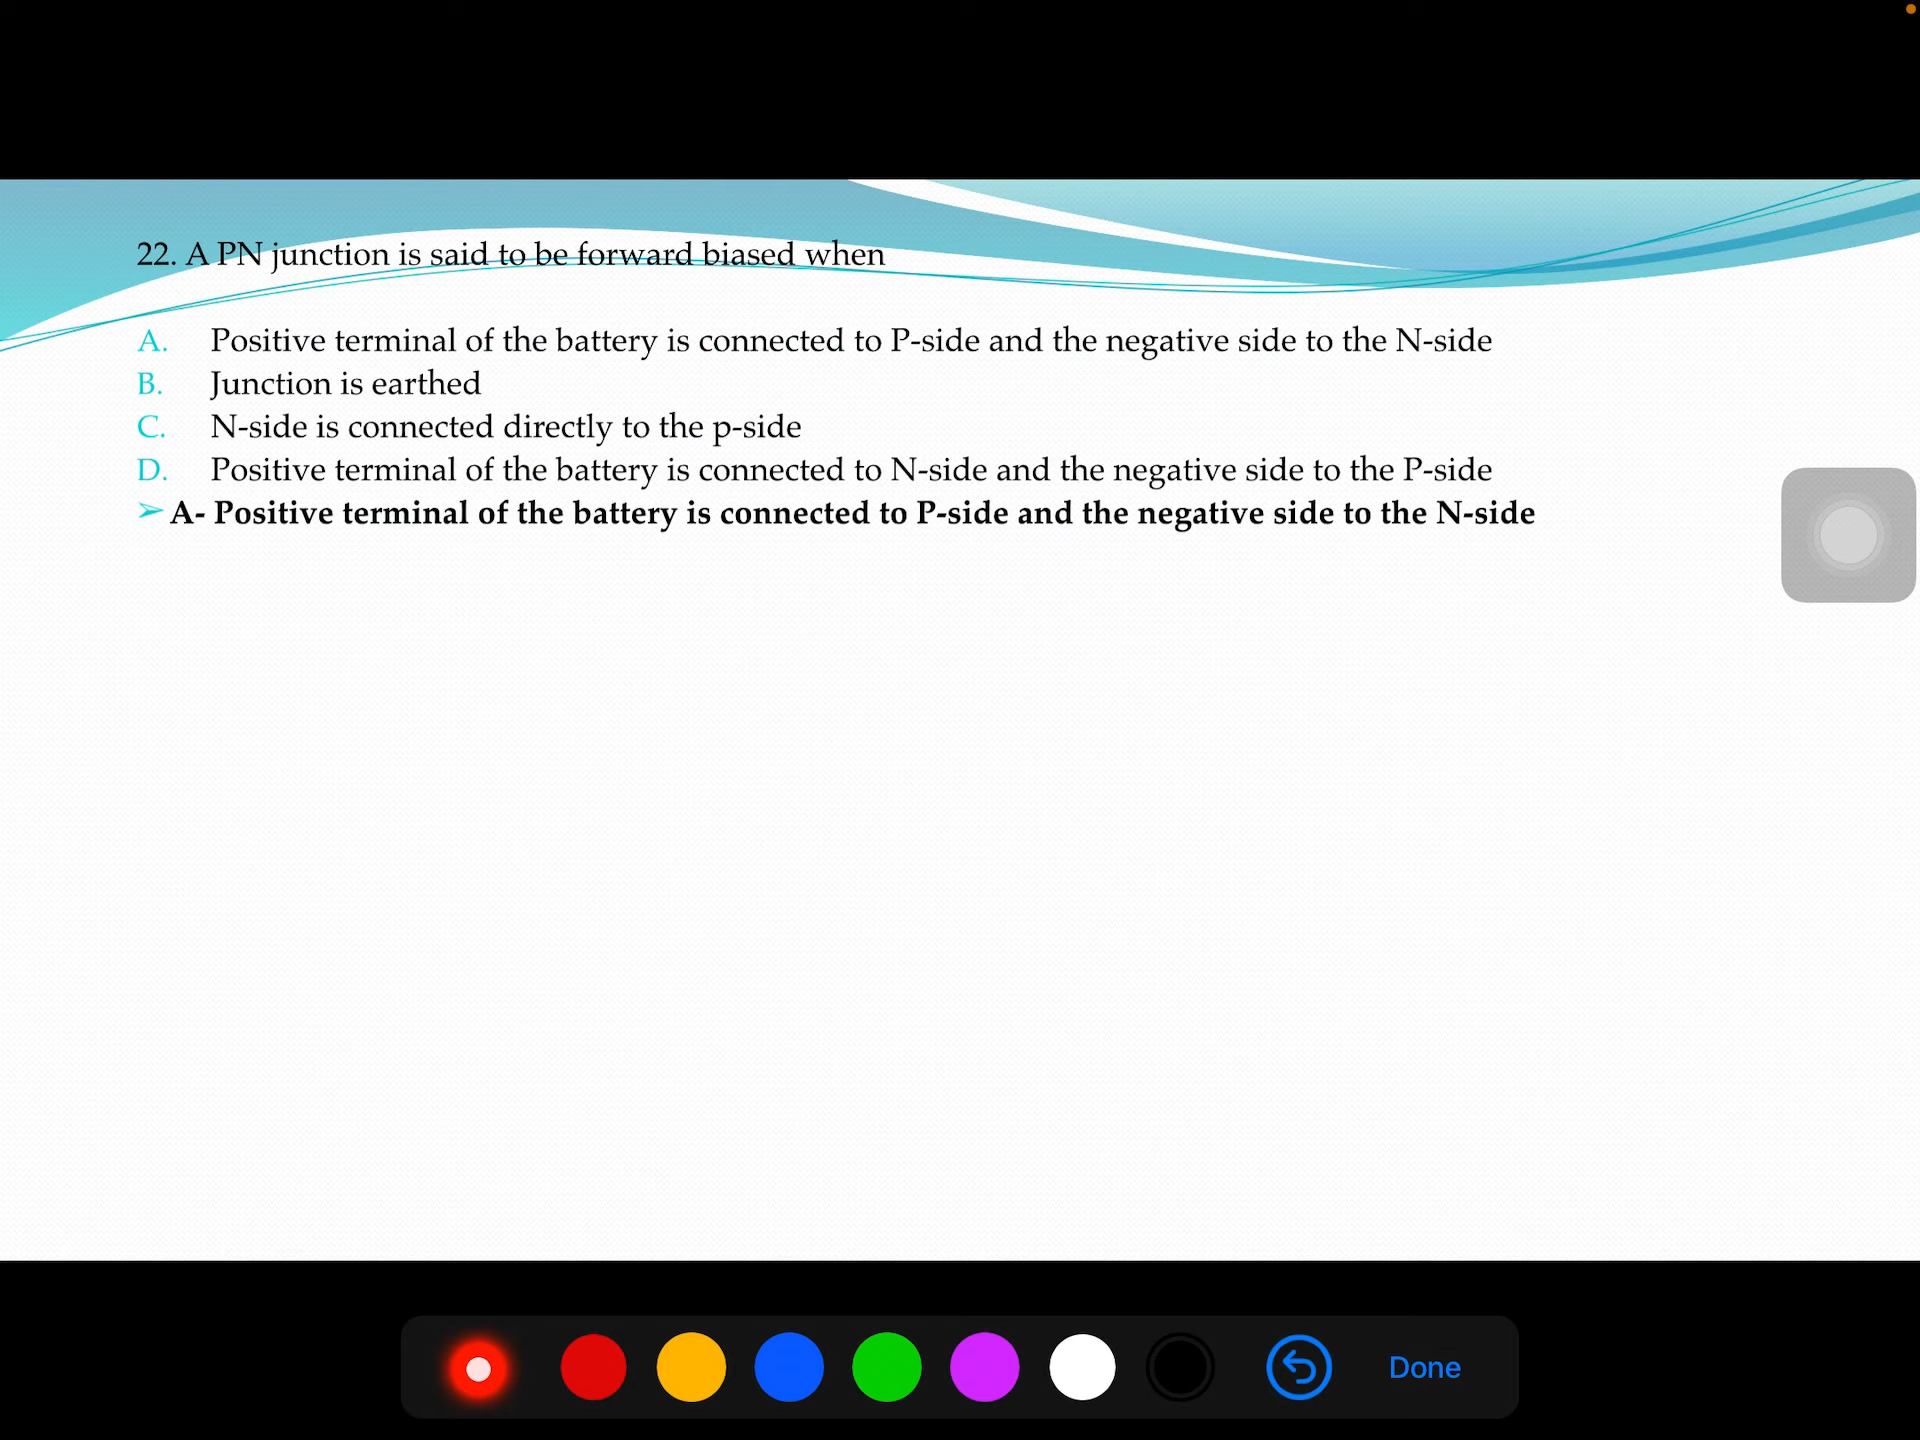 22. A PN junction is said to be forward biased when
A. Positive terminal of the battery is connected to P-side and the negative side to the N-side
B. Junction is earthed
C. N-side is connected directly to the p-side
D. Positive terminal of the battery is connected to N-side and the negative side to the P-side
➢ A- Positive terminal of the battery is connected to P-side and the negative side to the N-side
Done